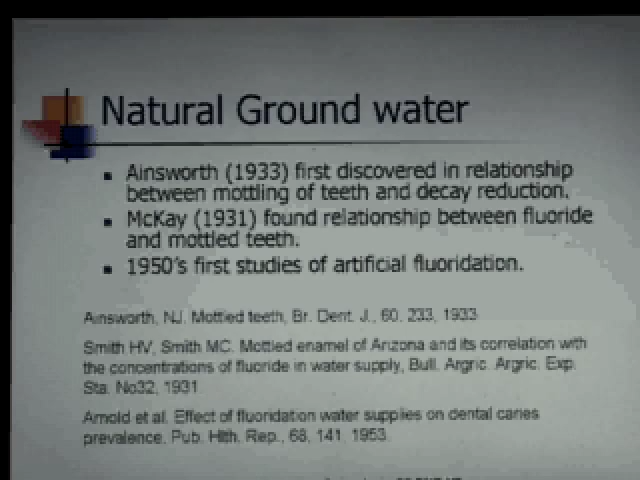 Natural Ground water
Ainsworth (1933) first discovered in relationship
between mottling of teeth and decay reduction.
McKay (1931) found relationship between fluoride
and mottled teeth.
1950's first studies of artificial fluoridation.
Ainsworth, NJ. Mottled teeth, Br. Dent. J., 60, 233, 1933
Smith HV, Smith MC. Mottled enamel of Arizona and its correlation with
the concentrations of fluoride in water supply, Bull. Argric. Argric. Exp.
Sta. No32, 1931
Arnold et al. Effect of fluoridation water supplies on dental caries
prevalence, Pub. Hlth. Rep., 68, 141, 1953.